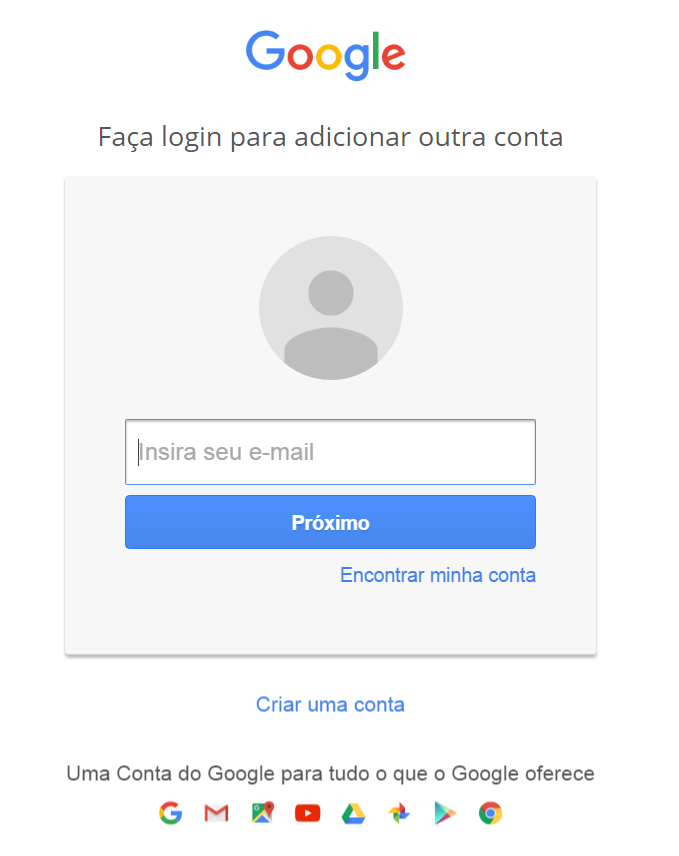 Google
Faça login para adicionar outra conta
Insira seu e-mail
Próximo
Encontrar minha conta
Criar uma conta
Uma Conta do Google para tudo o que o Google oferece